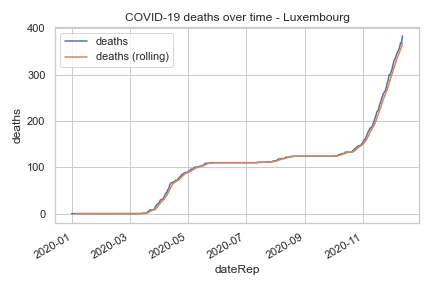 COVID-19 deaths over time - Luxembourg
deaths
deaths (rolling)
400
300
200
100
0
deaths
2020-01
2020-03
2020-05
2020-07
2020-09
2020-11
dateRep